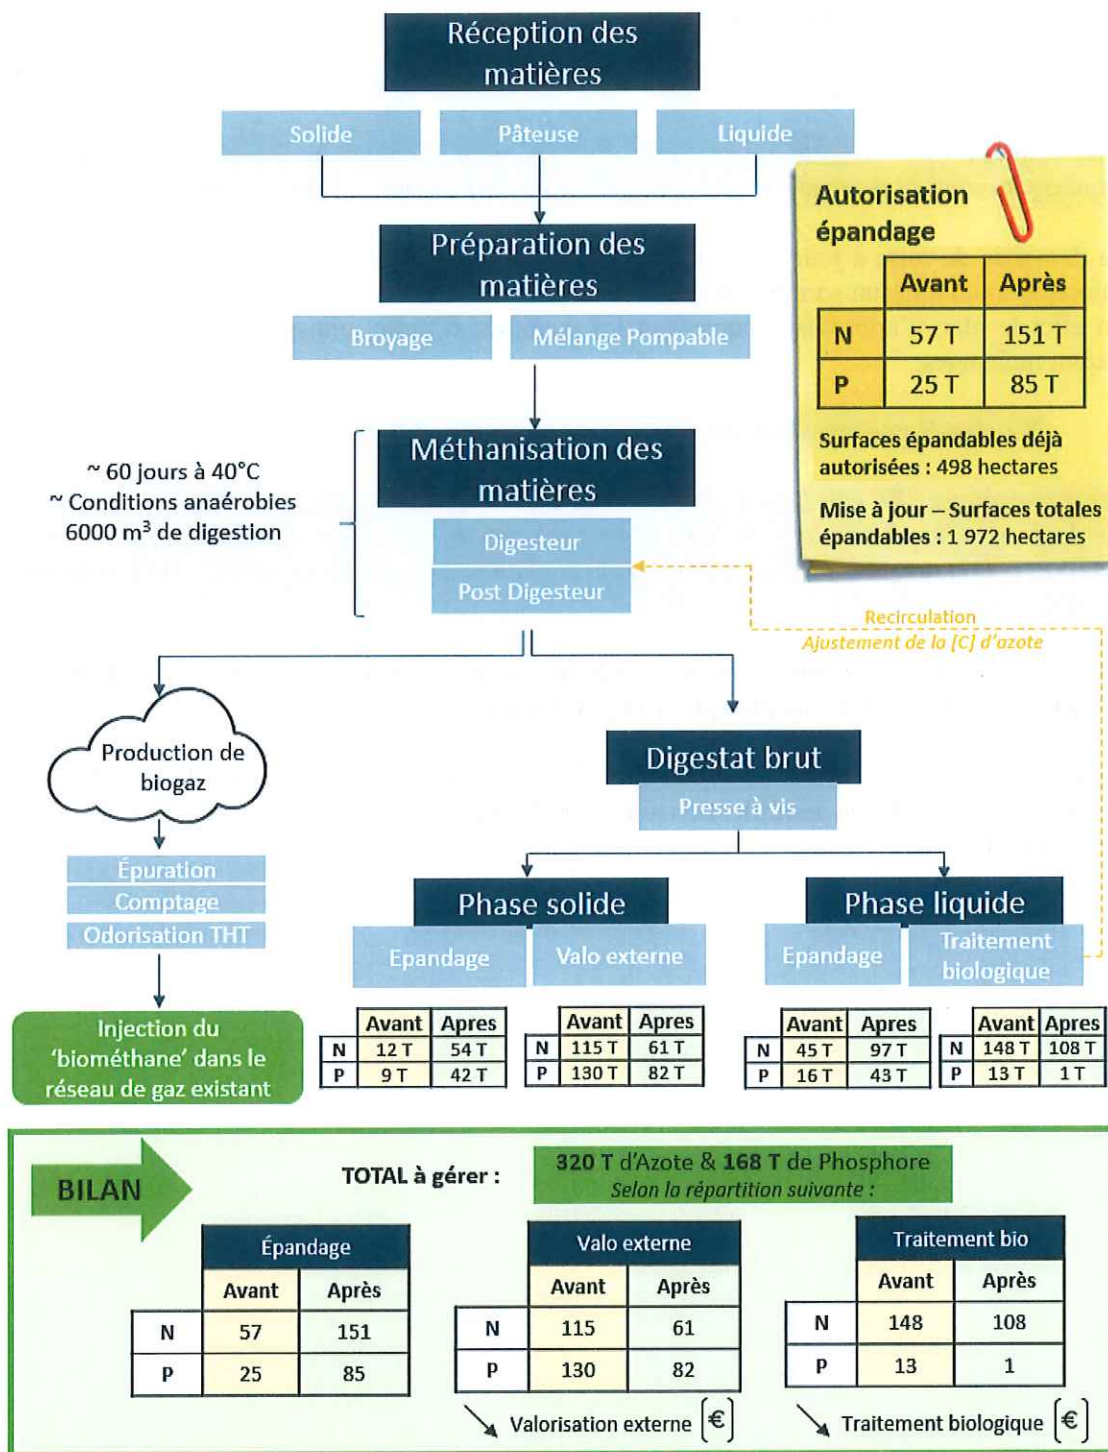 Réception des
matières
Solide
Pâteuse
Liquide
Préparation des
matières
Broyage
Mélange Pompable
Autorisation
épandage
Avant Après
N 57 T 151 T
P 25 T 85 T
Surfaces épandables déjà
autorisées : 498 hectares
Mise à jour – Surfaces totales
épandables : 1 972 hectares
~ 60 jours à 40°C
~ Conditions anaérobies
6000 m³ de digestion
Méthanisation des
matières
Digesteur
Post Digesteur
Recirculation
Ajustement de la [C] d'azote
Production de
biogaz
Épuration
Comptage
Odorisation THT
Injection du
'biométhane' dans le
réseau de gaz existant
Digestat brut
Presse à vis
Phase solide
Epandage
Valo externe
Avant Apres
N 12 T 54 T
P 9 T 42 T
Avant Apres
N 115 T 61 T
P 130 T 82 T
Phase liquide
Epandage
Traitement
biologique
Avant Apres
N 45 T 97 T
P 16 T 43 T
Avant Apres
N 148 T 108 T
P 13 T 1 T
BILAN
TOTAL à gérer :
320 T d'Azote & 168 T de Phosphore
Selon la répartition suivante :
Épandage
Avant Après
N 57 151
P 25 85
Valo externe
Avant Après
N 115 61
P 130 82
Valorisation externe (€)
Traitement bio
Avant Après
N 148 108
P 13 1
Traitement biologique (€)